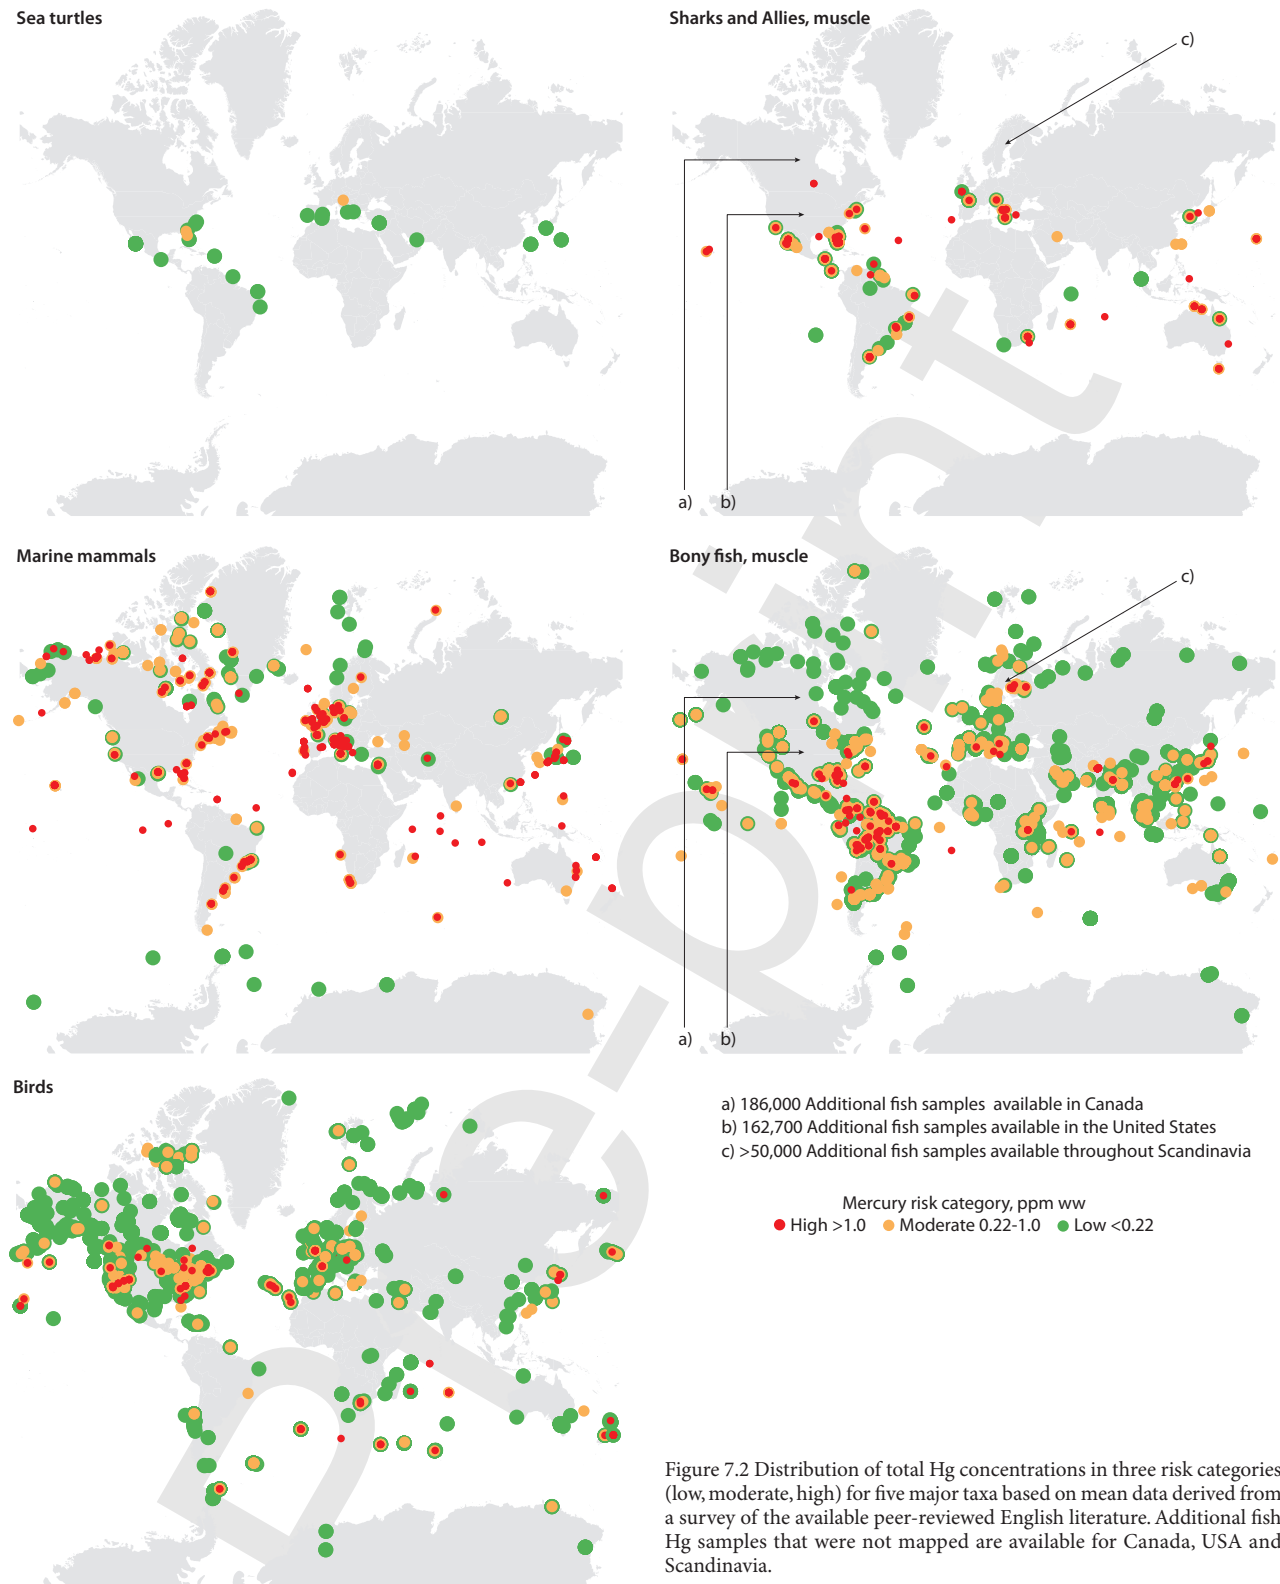 Sea turtles
Sharks and Allies, muscle
c)
a)
b)
Marine mammals
Bony fish, muscle
c)
a)
b)
Birds
a) 186,000 Additional fish samples available in Canada
b) 162,700 Additional fish samples available in the United States
c) >50,000 Additional fish samples available throughout Scandinavia
Mercury risk category, ppm ww
High >1.0 Moderate 0.22-1.0 Low <0.22
Figure 7.2 Distribution of total Hg concentrations in three risk categories
(low, moderate, high) for five major taxa based on mean data derived from
a survey of the available peer-reviewed English literature. Additional fish
Hg samples that were not mapped are available for Canada, USA and
Scandinavia.
Pre-print